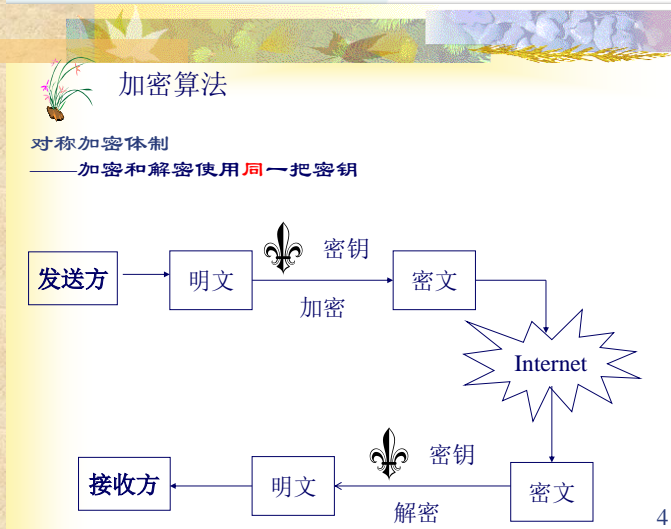 加密算法
对称加密体制
——加密和解密使用同一把密钥
密钥
发送方
明文
密文
加密
Internet
密钥
接收方
明文
密文
解密
4